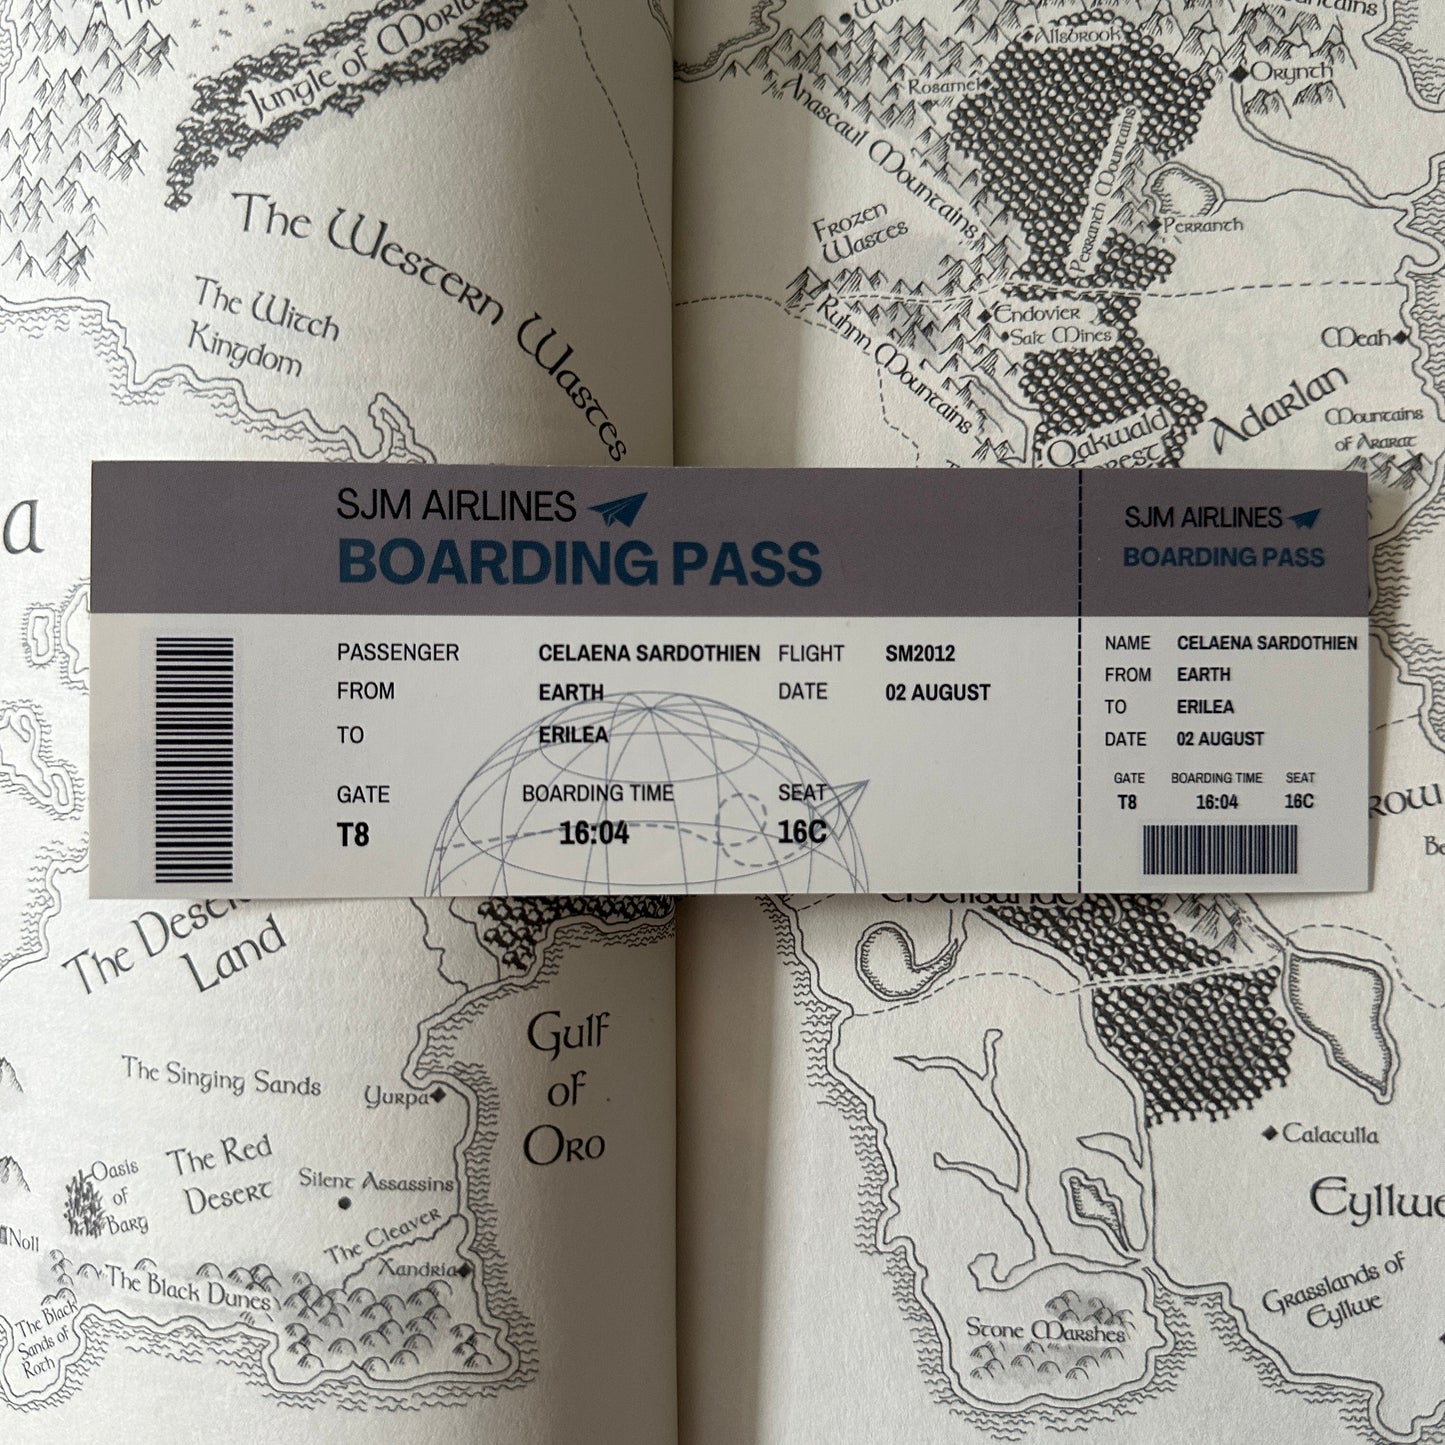 Jungle of
The Western Wastes
The Witch
Kingdom
a
Allsbrook
Orynth
Rosamel
Anascaul Mountains
Perranth Mountains
Frozen
Wastes
Perranth
Endovier
Salt Mines
Ruhnn Mountains
Meah
Adarlan
Oakwald
Mountains
of Ararat
SJM AIRLINES
BOARDING PASS
PASSENGER CELAENA SARDOTHIEN FLIGHT SM2012
FROM EARTH DATE 02 AUGUST
TO ERILEA
GATE BOARDING TIME SEAT
T8 16:04 16C
SJM AIRLINES
BOARDING PASS
NAME CELAENA SARDOTHIEN
FROM EARTH
TO ERILEA
DATE 02 AUGUST
GATE BOARDING TIME SEAT
T8 16:04 16C
The Desert
Land
Gulf
of
Oro
The Singing Sands
Yurpa
The Red
Desert
Oasis
of
Barq
Silent Assassins
Noll
The Cleaver
Xandria
The Black Dunes
The Black
Sands of
Roth
Calaculla
Eyllwe
Grasslands of
Eyllwe
Stone Marshes